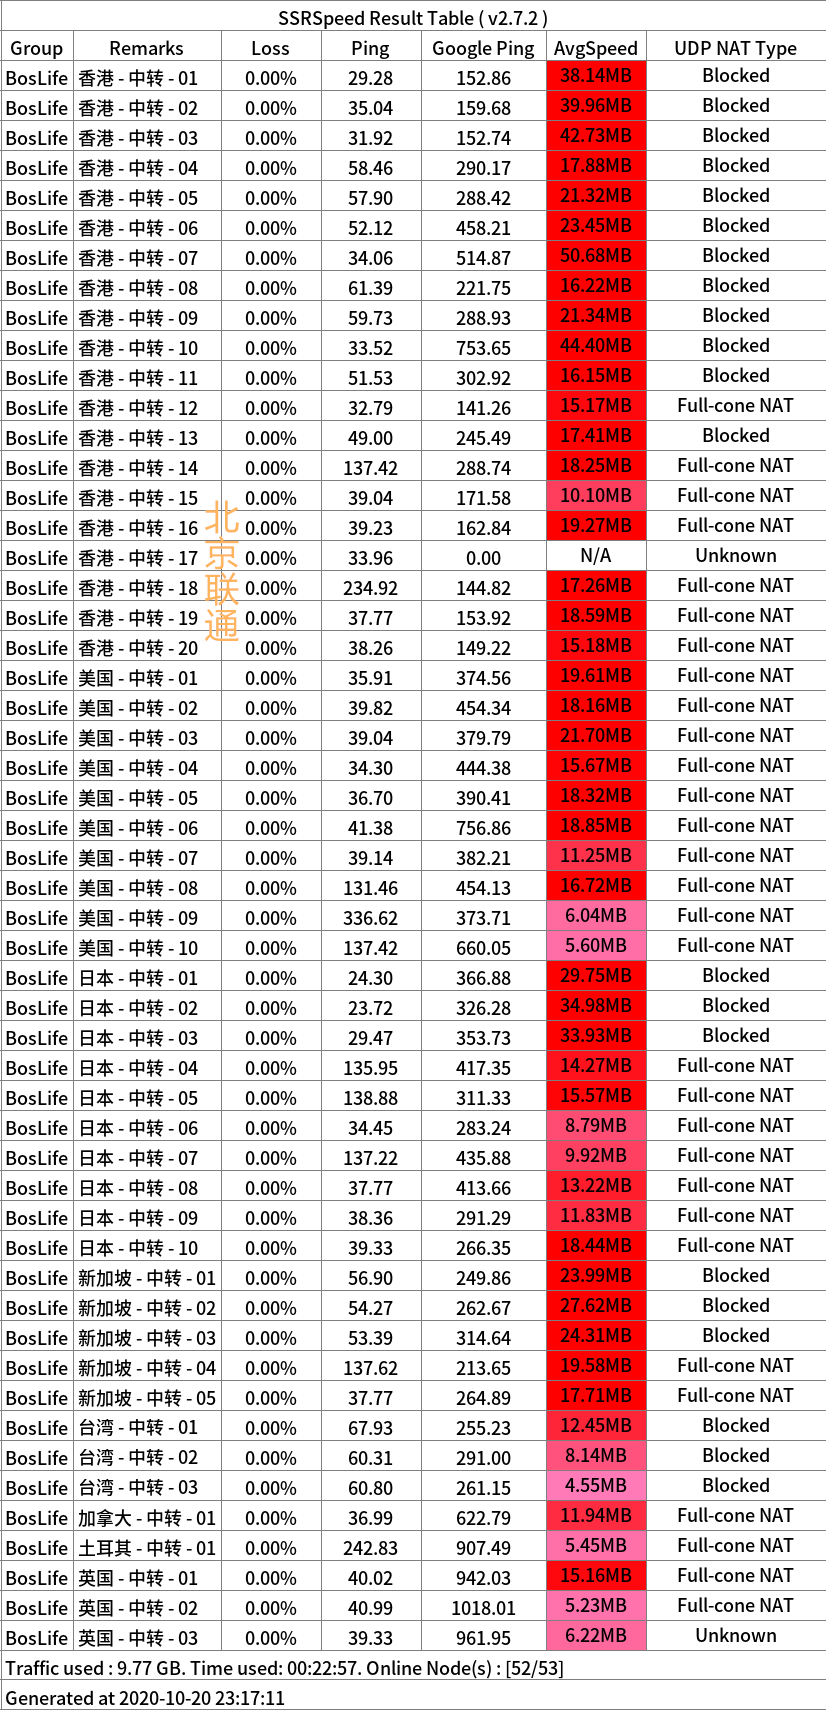 SSRSpeed Result Table ( v2.7.2 )
Group Remarks Loss Ping Google Ping AvgSpeed UDP NAT Type
BosLife 香港 - 中转 - 01 0.00% 29.28 152.86 38.14MB Blocked
BosLife 香港 - 中转 - 02 0.00% 35.04 159.68 39.96MB Blocked
BosLife 香港 - 中转 - 03 0.00% 31.92 152.74 42.73MB Blocked
BosLife 香港 - 中转 - 04 0.00% 58.46 290.17 17.88MB Blocked
BosLife 香港 - 中转 - 05 0.00% 57.90 288.42 21.32MB Blocked
BosLife 香港 - 中转 - 06 0.00% 52.12 458.21 23.45MB Blocked
BosLife 香港 - 中转 - 07 0.00% 34.06 514.87 50.68MB Blocked
BosLife 香港 - 中转 - 08 0.00% 61.39 221.75 16.22MB Blocked
BosLife 香港 - 中转 - 09 0.00% 59.73 288.93 21.34MB Blocked
BosLife 香港 - 中转 - 10 0.00% 33.52 753.65 44.40MB Blocked
BosLife 香港 - 中转 - 11 0.00% 51.53 302.92 16.15MB Blocked
BosLife 香港 - 中转 - 12 0.00% 32.79 141.26 15.17MB Full-cone NAT
BosLife 香港 - 中转 - 13 0.00% 49.00 245.49 17.41MB Blocked
BosLife 香港 - 中转 - 14 0.00% 137.42 288.74 18.25MB Full-cone NAT
BosLife 香港 - 中转 - 15 0.00% 39.04 171.58 10.10MB Full-cone NAT
BosLife 香港 - 中转 - 16 0.00% 39.23 162.84 19.27MB Full-cone NAT
BosLife 香港 - 中转 - 17 0.00% 33.96 0.00 N/A Unknown
BosLife 香港 - 中转 - 18 0.00% 234.92 144.82 17.26MB Full-cone NAT
BosLife 香港 - 中转 - 19 0.00% 37.77 153.92 18.59MB Full-cone NAT
BosLife 香港 - 中转 - 20 0.00% 38.26 149.22 15.18MB Full-cone NAT
北京联通
BosLife 美国 - 中转 - 01 0.00% 35.91 374.56 19.61MB Full-cone NAT
BosLife 美国 - 中转 - 02 0.00% 39.82 454.34 18.16MB Full-cone NAT
BosLife 美国 - 中转 - 03 0.00% 39.04 379.79 21.70MB Full-cone NAT
BosLife 美国 - 中转 - 04 0.00% 34.30 444.38 15.67MB Full-cone NAT
BosLife 美国 - 中转 - 05 0.00% 36.70 390.41 18.32MB Full-cone NAT
BosLife 美国 - 中转 - 06 0.00% 41.38 756.86 18.85MB Full-cone NAT
BosLife 美国 - 中转 - 07 0.00% 39.14 382.21 11.25MB Full-cone NAT
BosLife 美国 - 中转 - 08 0.00% 131.46 454.13 16.72MB Full-cone NAT
BosLife 美国 - 中转 - 09 0.00% 336.62 373.71 6.04MB Full-cone NAT
BosLife 美国 - 中转 - 10 0.00% 137.42 660.05 5.60MB Full-cone NAT
BosLife 日本 - 中转 - 01 0.00% 24.30 366.88 29.75MB Blocked
BosLife 日本 - 中转 - 02 0.00% 23.72 326.28 34.98MB Blocked
BosLife 日本 - 中转 - 03 0.00% 29.47 353.73 33.93MB Blocked
BosLife 日本 - 中转 - 04 0.00% 135.95 417.35 14.27MB Full-cone NAT
BosLife 日本 - 中转 - 05 0.00% 138.88 311.33 15.57MB Full-cone NAT
BosLife 日本 - 中转 - 06 0.00% 34.45 283.24 8.79MB Full-cone NAT
BosLife 日本 - 中转 - 07 0.00% 137.22 435.88 9.92MB Full-cone NAT
BosLife 日本 - 中转 - 08 0.00% 37.77 413.66 13.22MB Full-cone NAT
BosLife 日本 - 中转 - 09 0.00% 38.36 291.29 11.83MB Full-cone NAT
BosLife 日本 - 中转 - 10 0.00% 39.33 266.35 18.44MB Full-cone NAT
BosLife 新加坡 - 中转 - 01 0.00% 56.90 249.86 23.99MB Blocked
BosLife 新加坡 - 中转 - 02 0.00% 54.27 262.67 27.62MB Blocked
BosLife 新加坡 - 中转 - 03 0.00% 53.39 314.64 24.31MB Blocked
BosLife 新加坡 - 中转 - 04 0.00% 137.62 213.65 19.58MB Full-cone NAT
BosLife 新加坡 - 中转 - 05 0.00% 37.77 264.89 17.71MB Full-cone NAT
BosLife 台湾 - 中转 - 01 0.00% 67.93 255.23 12.45MB Blocked
BosLife 台湾 - 中转 - 02 0.00% 60.31 291.00 8.14MB Blocked
BosLife 台湾 - 中转 - 03 0.00% 60.80 261.15 4.55MB Blocked
BosLife 加拿大 - 中转 - 01 0.00% 36.99 622.79 11.94MB Full-cone NAT
BosLife 土耳其 - 中转 - 01 0.00% 242.83 907.49 5.45MB Full-cone NAT
BosLife 英国 - 中转 - 01 0.00% 40.02 942.03 15.16MB Full-cone NAT
BosLife 英国 - 中转 - 02 0.00% 40.99 1018.01 5.23MB Full-cone NAT
BosLife 英国 - 中转 - 03 0.00% 39.33 961.95 6.22MB Unknown
Traffic used : 9.77 GB. Time used: 00:22:57. Online Node(s) : [52/53]
Generated at 2020-10-20 23:17:11